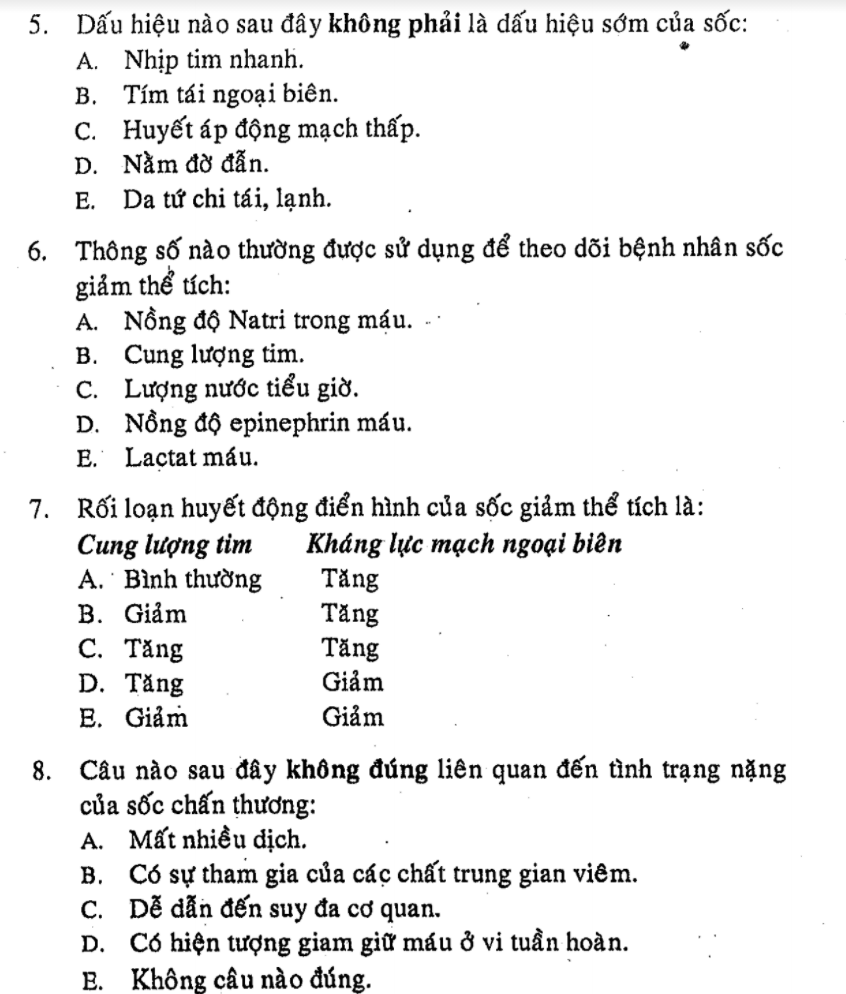 5. Dấu hiệu nào sau đây không phải là dấu hiệu sớm của sốc:
A. Nhịp tim nhanh.
B. Tím tái ngoại biên.
C. Huyết áp động mạch thấp.
D. Nằm đờ đẫn.
E. Da tứ chi tái, lạnh.
6. Thông số nào thường được sử dụng để theo dõi bệnh nhân sốc
giảm thể tích:
A. Nồng độ Natri trong máu.
B. Cung lượng tim.
C. Lượng nước tiểu giờ.
D. Nồng độ epinephrin máu.
E. Lactat máu.
7. Rối loạn huyết động điển hình của sốc giảm thể tích là:
Cung lượng tim Kháng lực mạch ngoại biên
A. Bình thường Tăng
B. Giảm Tăng
C. Tăng Tăng
D. Tăng Giảm
E. Giảm Giảm
8. Câu nào sau đây không đúng liên quan đến tình trạng nặng
của sốc chấn thương:
A. Mất nhiều dịch.
B. Có sự tham gia của các chất trung gian viêm.
C. Dễ dẫn đến suy đa cơ quan.
D. Có hiện tượng giam giữ máu ở vi tuần hoàn.
E. Không câu nào đúng.